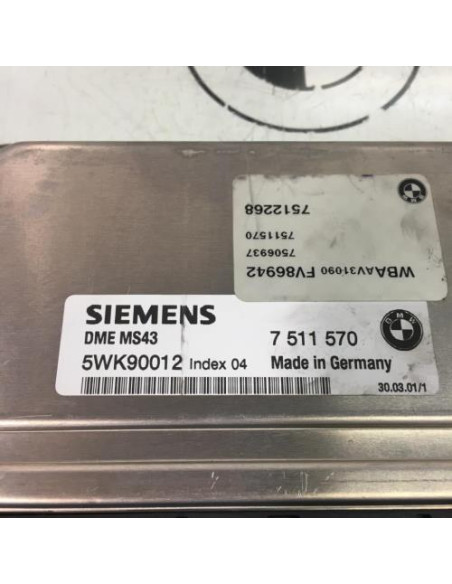 7512268
7511570
7506937
WBAAV31090 FV86942
SIEMENS
DME MS43
7 511 570
5WK90012 Index 04
Made in Germany
BMW
30.03.01/1